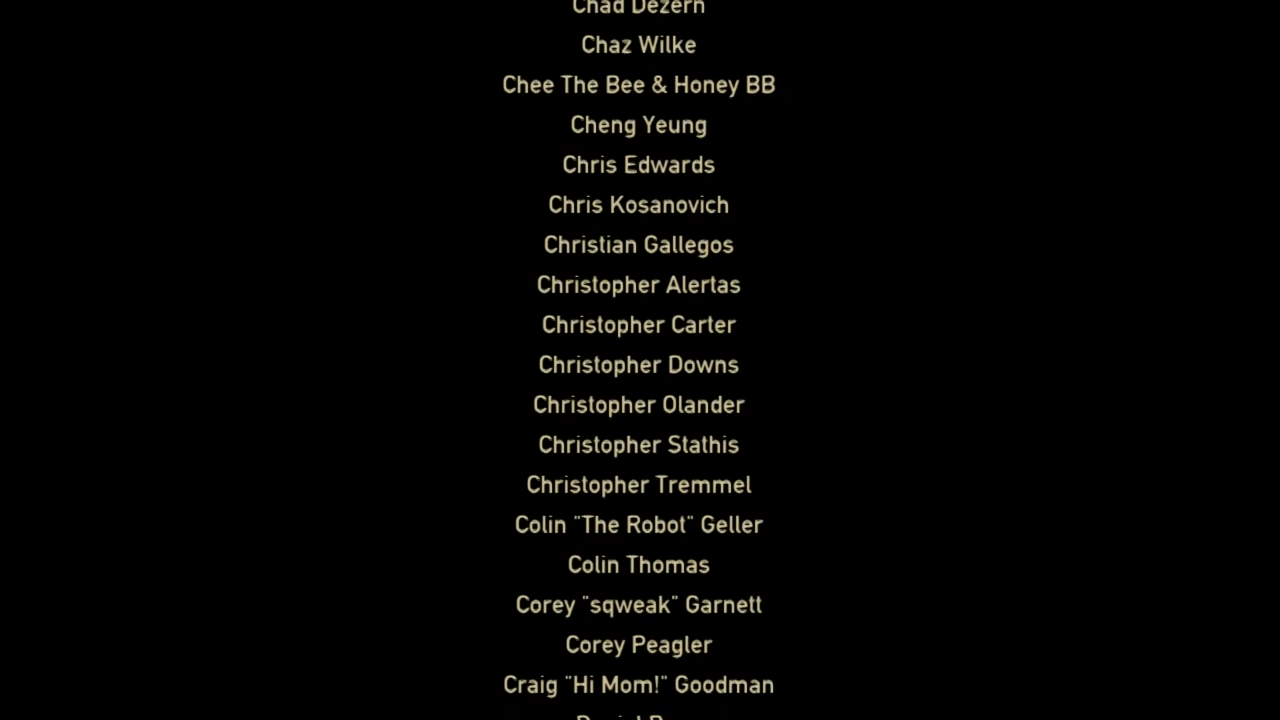 Chad Dezern
Chaz Wilke
Chee The Bee & Honey BB
Cheng Yeung
Chris Edwards
Chris Kosanovich
Christian Gallegos
Christopher Alertas
Christopher Carter
Christopher Downs
Christopher Olander
Christopher Stathis
Christopher Tremmel
Colin "The Robot" Geller
Colin Thomas
Corey "sqweak" Garnett
Corey Peagler
Craig "Hi Mom!" Goodman